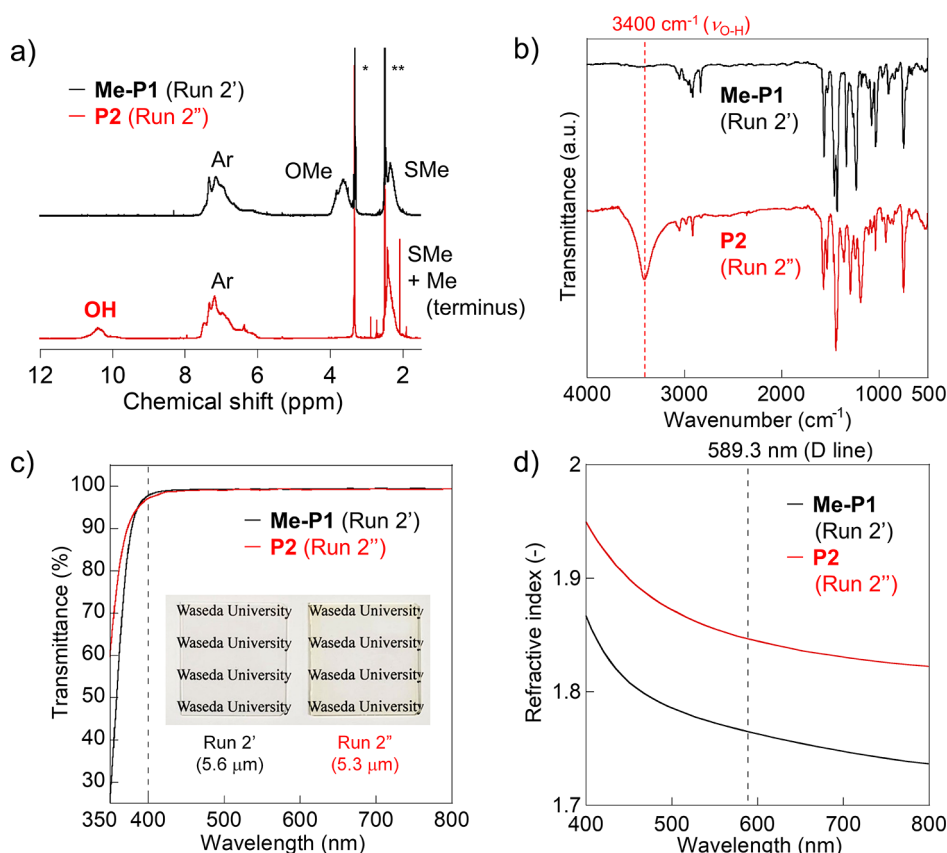 a)
Me-P1 (Run 2’)
P2 (Run 2”)
*
**
Ar
OMe
SMe
OH
Ar
SMe
+ Me
(terminus)
12
10
8
6
4
2
Chemical shift (ppm)
3400 cm⁻¹ (νO-H)
b)
Me-P1
(Run 2’)
P2
(Run 2”)
Transmittance (a.u.)
4000
3000
2000
1000
500
Wavenumber (cm⁻¹)
c)
Me-P1 (Run 2’)
P2 (Run 2”)
100
90
80
70
60
50
40
30
Transmittance (%)
Waseda University
Waseda University
Waseda University
Waseda University
Waseda University
Waseda University
Waseda University
Waseda University
Run 2’
(5.6 μm)
Run 2”
(5.3 μm)
350
400
500
600
700
800
Wavelength (nm)
d)
589.3 nm (D line)
Me-P1
(Run 2’)
P2
(Run 2”)
2
1.9
1.8
1.7
Refractive index (-)
400
500
600
700
800
Wavelength (nm)